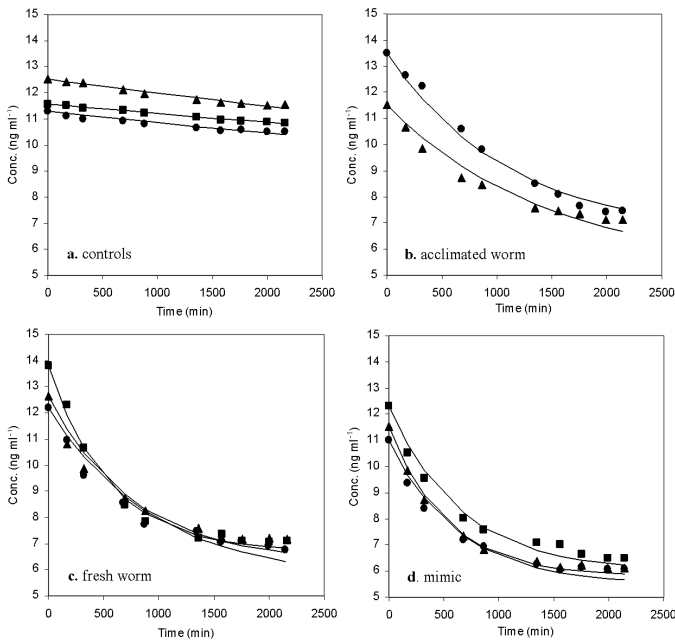 15
14
13
12
11
10
9
8
7
6
5
Conc. (ng ml⁻¹)
a. controls
0 500 1000 1500 2000 2500
Time (min)
15
14
13
12
11
10
9
8
7
6
5
Conc. (ng ml⁻¹)
b. acclimated worm
0 500 1000 1500 2000 2500
Time (min)
15
14
13
12
11
10
9
8
7
6
5
Conc. (ng ml⁻¹)
c. fresh worm
0 500 1000 1500 2000 2500
Time (min)
15
14
13
12
11
10
9
8
7
6
5
Conc. (ng ml⁻¹)
d. mimic
0 500 1000 1500 2000 2500
Time (min)